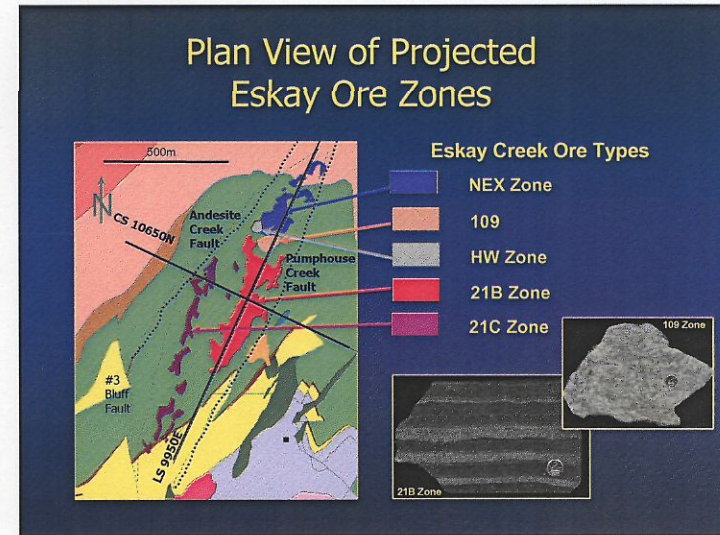 Plan View of Projected
Eskay Ore Zones
500m
N
CS 10650N
Andesite
Creek
Fault
Pumphouse
Creek
Fault
#3
Bluff
Fault
LS 9950E
Eskay Creek Ore Types
NEX Zone
109
HW Zone
21B Zone
21C Zone
109 Zone
21B Zone